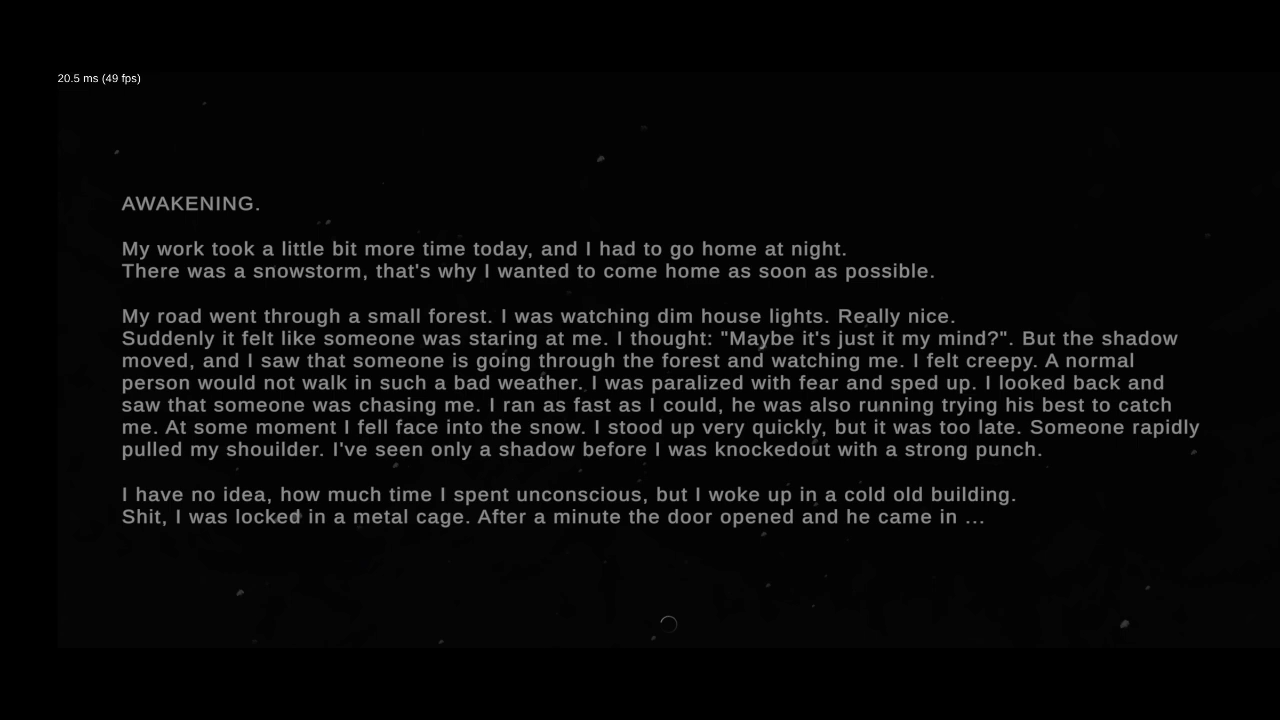 20.5 ms (49 fps)
AWAKENING.
My work took a little bit more time today, and I had to go home at night.
There was a snowstorm, that's why I wanted to come home as soon as possible.
My road went through a small forest. I was watching dim house lights. Really nice.
Suddenly it felt like someone was staring at me. I thought: "Maybe it's just it my mind?". But the shadow
moved, and I saw that someone is going through the forest and watching me. I felt creepy. A normal
person would not walk in such a bad weather. I was paralized with fear and sped up. I looked back and
saw that someone was chasing me. I ran as fast as I could, he was also running trying his best to catch
me. At some moment I fell face into the snow. I stood up very quickly, but it was too late. Someone rapidly
pulled my shouilder. I've seen only a shadow before I was knockedout with a strong punch.
I have no idea, how much time I spent unconscious, but I woke up in a cold old building.
Shit, I was locked in a metal cage. After a minute the door opened and he came in ...